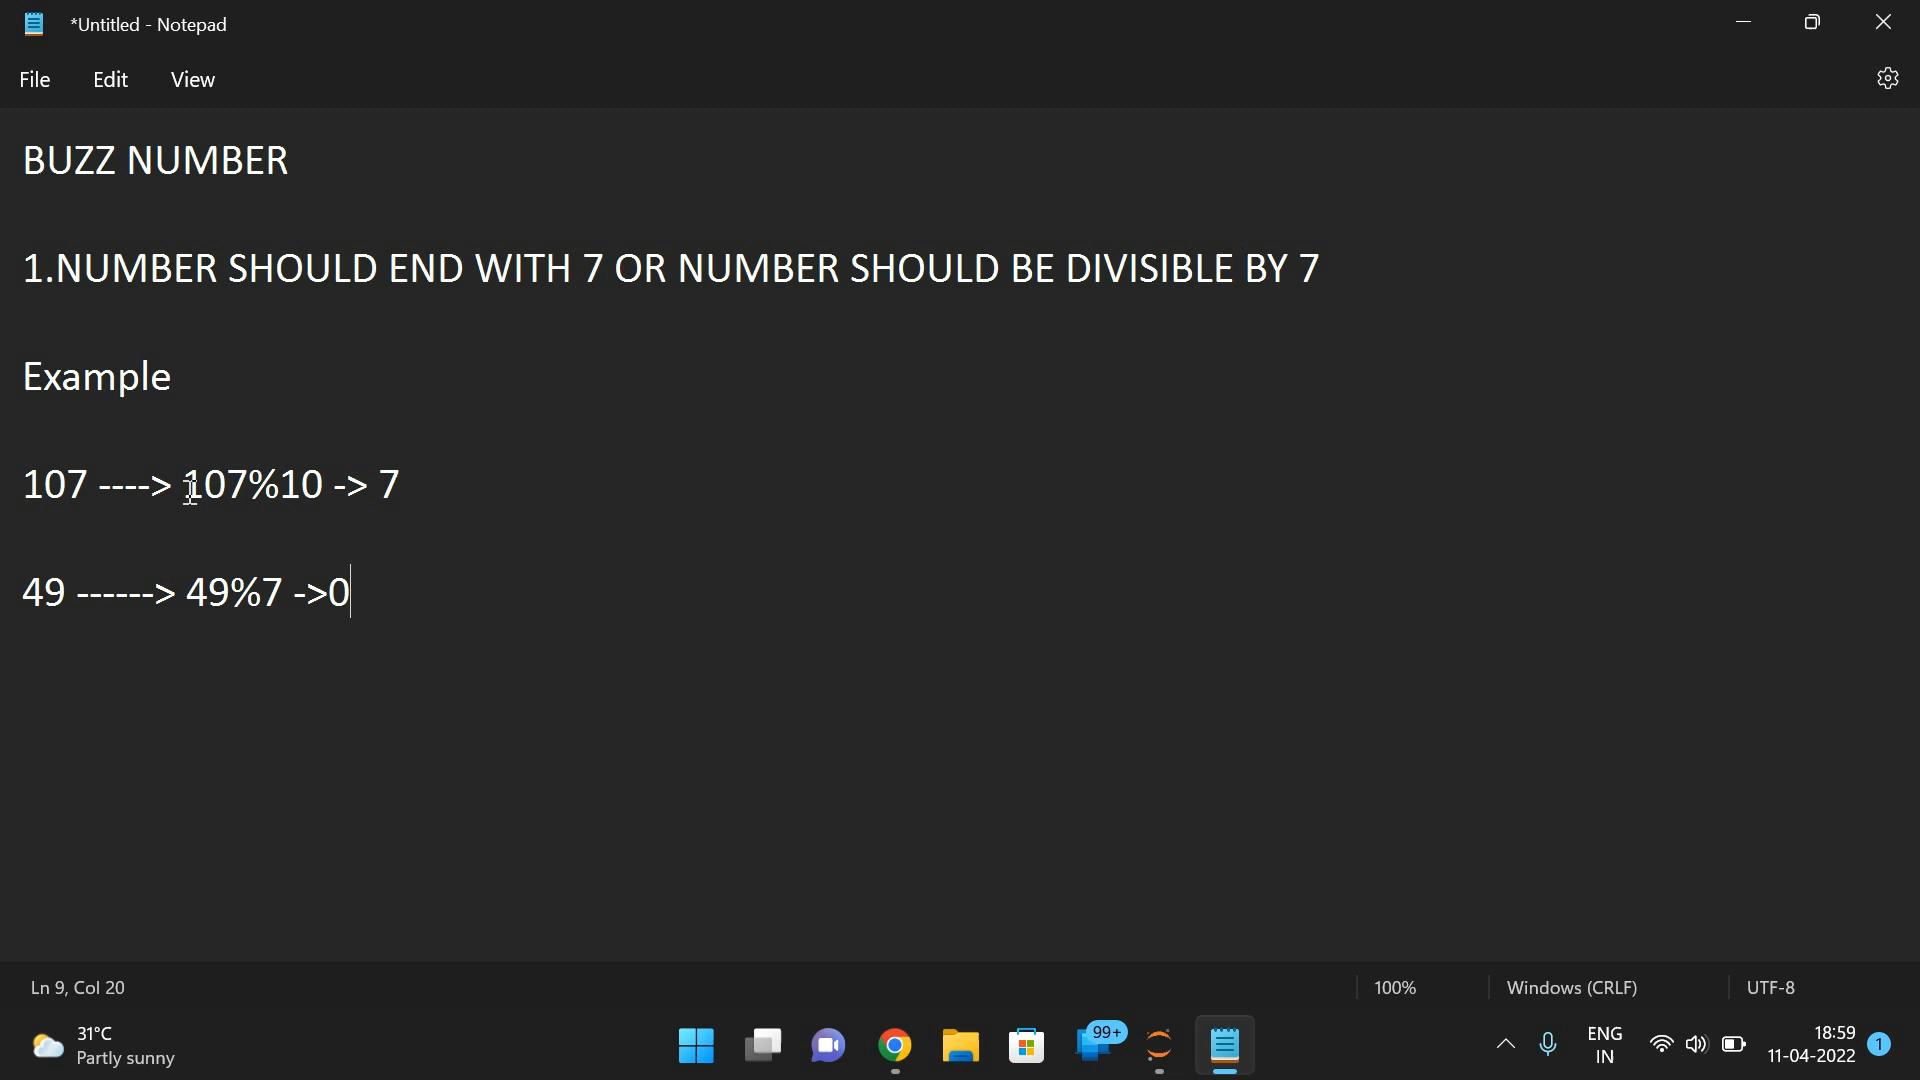 *Untitled - Notepad
File Edit View
BUZZ NUMBER
1.NUMBER SHOULD END WITH 7 OR NUMBER SHOULD BE DIVISIBLE BY 7
Example
107 ----> 107%10 -> 7
49 ------> 49%7 ->0
Ln 9, Col 20 100% Windows (CRLF) UTF-8
31°C
Partly sunny
99+
ENG
IN
18:59
11-04-2022
1